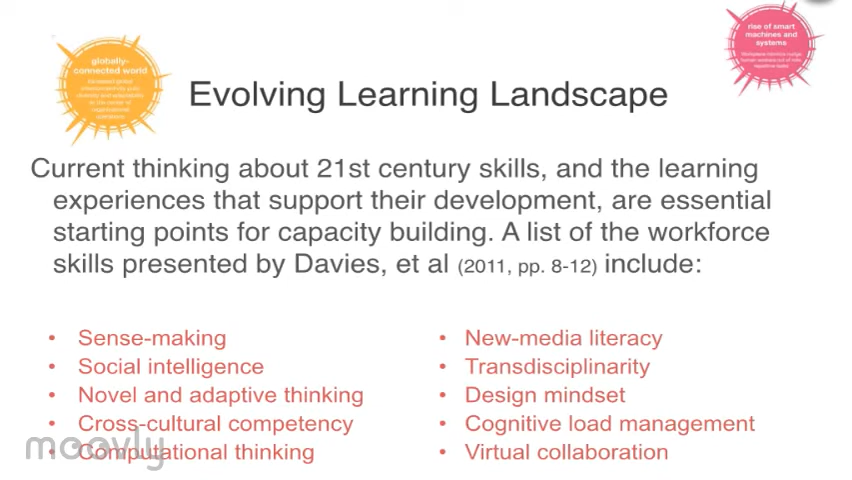 globally-
connected world
rise of smart
machines and
systems
Evolving Learning Landscape
Current thinking about 21st century skills, and the learning
experiences that support their development, are essential
starting points for capacity building. A list of the workforce
skills presented by Davies, et al (2011, pp. 8-12) include:
• Sense-making
• Social intelligence
• Novel and adaptive thinking
• Cross-cultural competency
• Computational thinking
• New-media literacy
• Transdisciplinarity
• Design mindset
• Cognitive load management
• Virtual collaboration
moovly